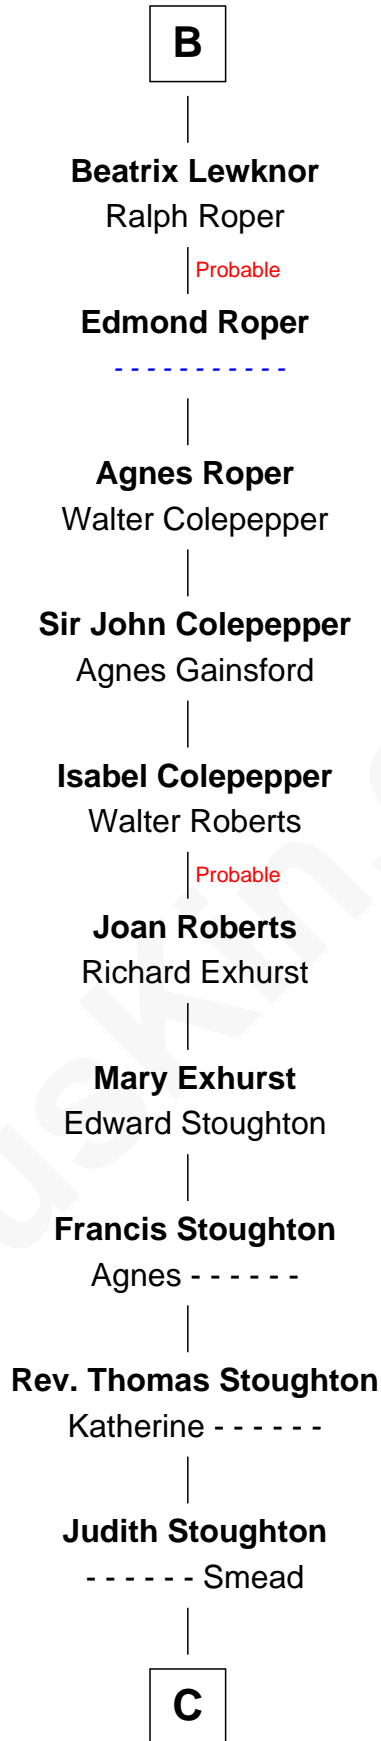 B
Beatrix Lewknor
Ralph Roper
Probable
Edmond Roper
- - - - - - - - - - -
Agnes Roper
Walter Colepepper
Sir John Colepepper
Agnes Gainsford
Isabel Colepepper
Walter Roberts
Probable
Joan Roberts
Richard Exhurst
Mary Exhurst
Edward Stoughton
Francis Stoughton
Agnes - - - - - -
Rev. Thomas Stoughton
Katherine - - - - - -
Judith Stoughton
- - - - - - Smead
C